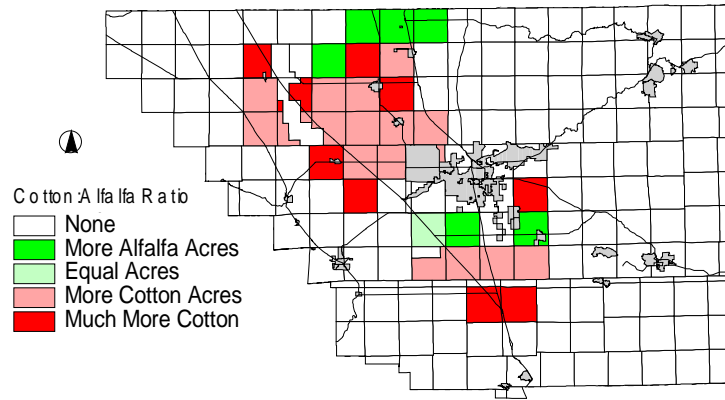 Cotton:Alfalfa Ratio
None
More Alfalfa Acres
Equal Acres
More Cotton Acres
Much More Cotton